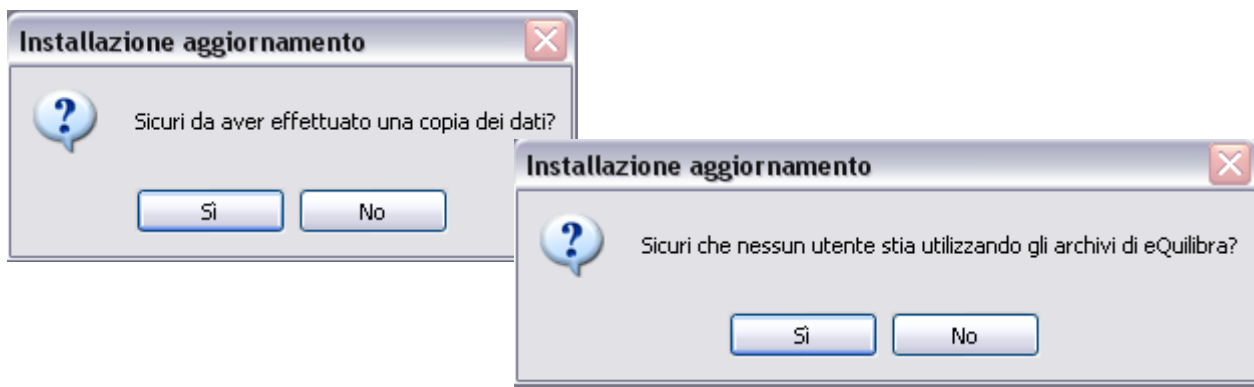 Installazione aggiornamento
Sicuri da aver effettuato una copia dei dati?
Sì No
Installazione aggiornamento
Sicuri che nessun utente stia utilizzando gli archivi di eQuilibra?
Sì No